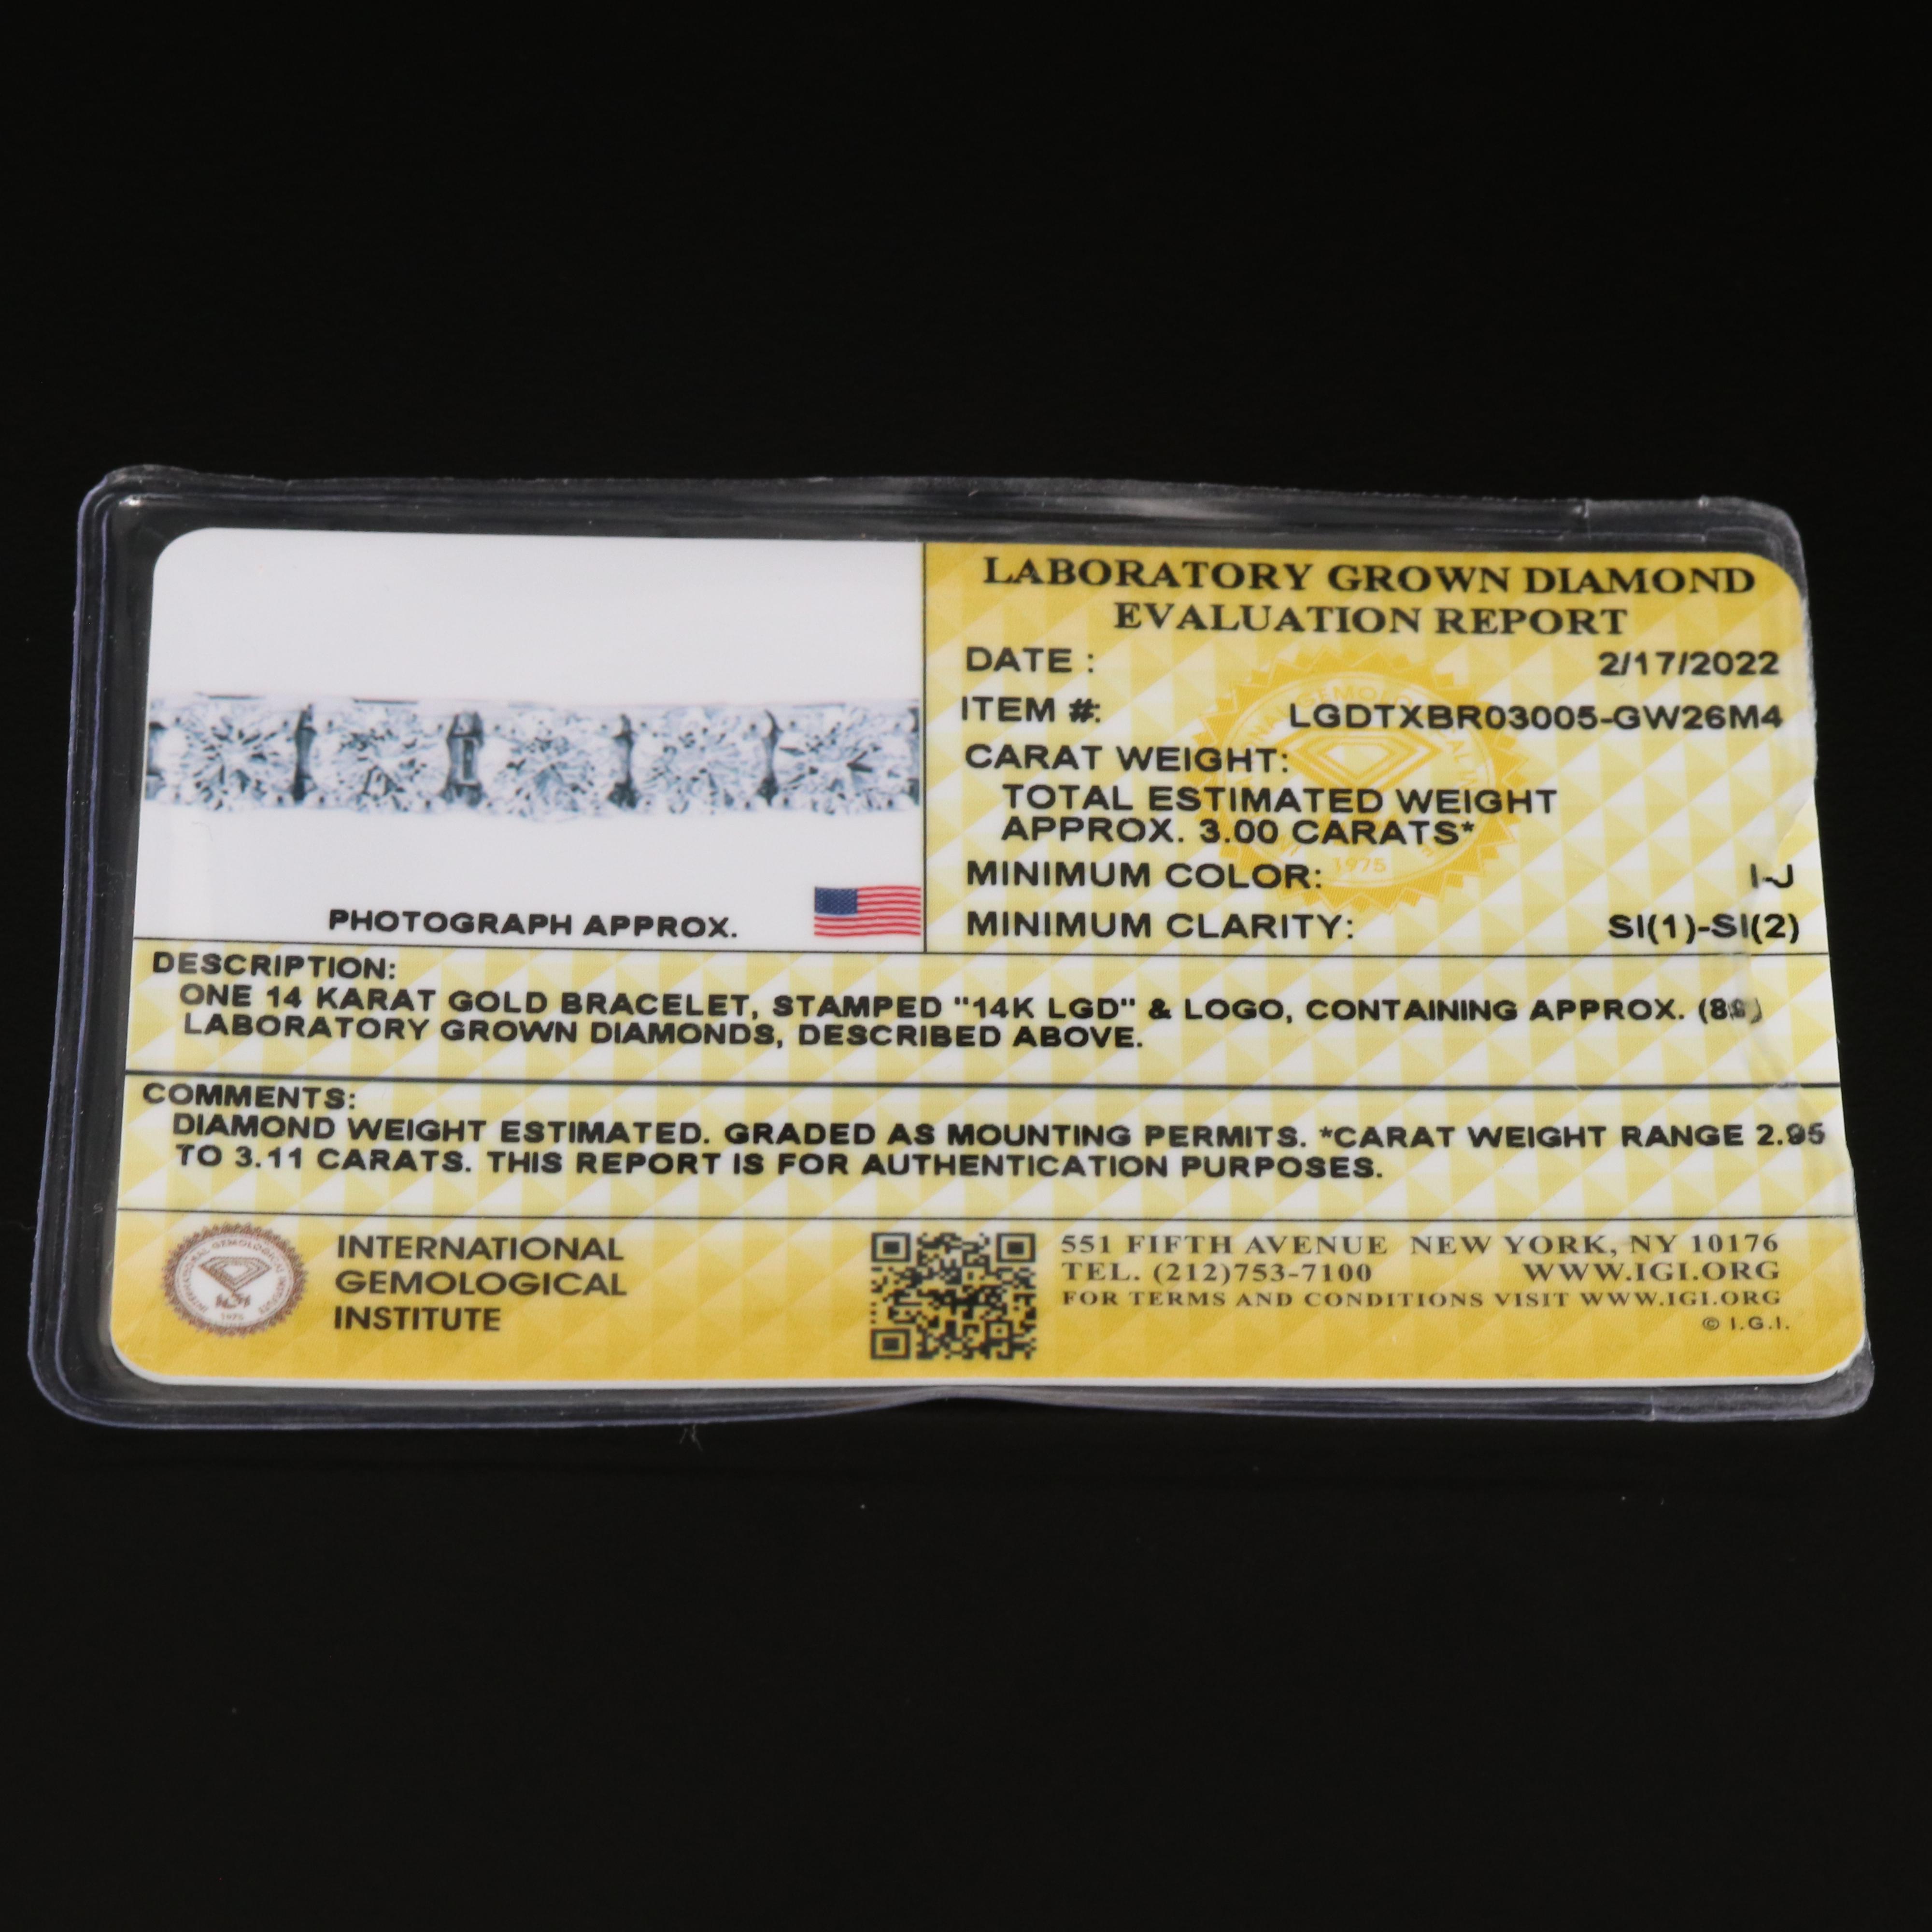 LABORATORY GROWN DIAMOND
EVALUATION REPORT
DATE : 2/17/2022
ITEM #: LGDTXBR03005-GW26M4
CARAT WEIGHT:
TOTAL ESTIMATED WEIGHT
APPROX. 3.00 CARATS*
MINIMUM COLOR: I-J
MINIMUM CLARITY: SI(1)-SI(2)
PHOTOGRAPH APPROX.
DESCRIPTION:
ONE 14 KARAT GOLD BRACELET, STAMPED "14K LGD" & LOGO, CONTAINING APPROX.
LABORATORY GROWN DIAMONDS, DESCRIBED ABOVE.
COMMENTS:
DIAMOND WEIGHT ESTIMATED. GRADED AS MOUNTING PERMITS. *CARAT WEIGHT RANGE 2.95
TO 3.11 CARATS. THIS REPORT IS FOR AUTHENTICATION PURPOSES.
INTERNATIONAL GEMOLOGICAL INSTITUTE
IGI
1975
INTERNATIONAL
GEMOLOGICAL
INSTITUTE
551 FIFTH AVENUE NEW YORK, NY 10176
TEL. (212)753-7100 WWW.IGI.ORG
FOR TERMS AND CONDITIONS VISIT WWW.IGI.ORG
© I.G.I.